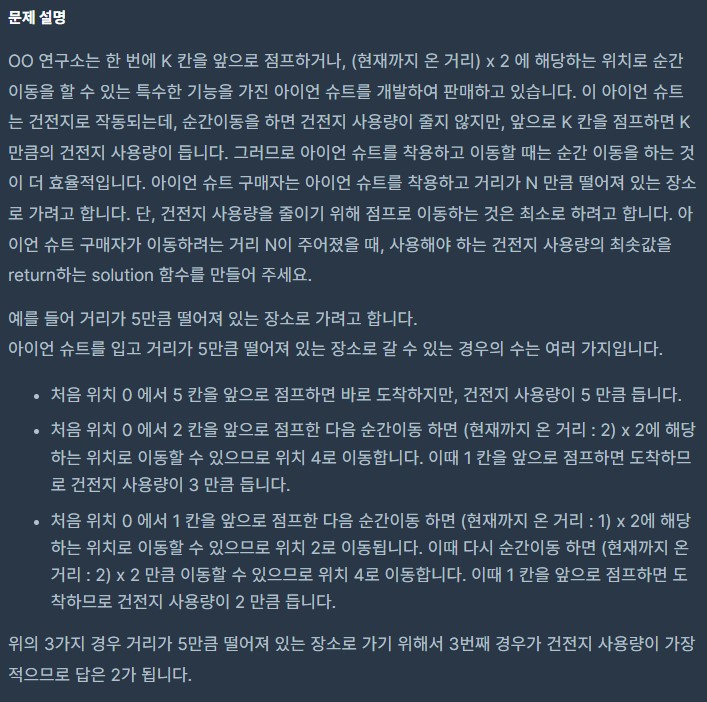 문제 설명
OO 연구소는 한 번에 K 칸을 앞으로 점프하거나, (현재까지 온 거리) x 2 에 해당하는 위치로 순간
이동을 할 수 있는 특수한 기능을 가진 아이언 슈트를 개발하여 판매하고 있습니다. 이 아이언 슈트
는 건전지로 작동되는데, 순간이동을 하면 건전지 사용량이 줄지 않지만, 앞으로 K 칸을 점프하면 K
만큼의 건전지 사용량이 듭니다. 그러므로 아이언 슈트를 착용하고 이동할 때는 순간 이동을 하는 것
이 더 효율적입니다. 아이언 슈트 구매자는 아이언 슈트를 착용하고 거리가 N 만큼 떨어져 있는 장소
로 가려고 합니다. 단, 건전지 사용량을 줄이기 위해 점프로 이동하는 것은 최소로 하려고 합니다. 아
이언 슈트 구매자가 이동하려는 거리 N이 주어졌을 때, 사용해야 하는 건전지 사용량의 최솟값을
return하는 solution 함수를 만들어 주세요.
예를 들어 거리가 5만큼 떨어져 있는 장소로 가려고 합니다.
아이언 슈트를 입고 거리가 5만큼 떨어져 있는 장소로 갈 수 있는 경우의 수는 여러 가지입니다.
• 처음 위치 0 에서 5 칸을 앞으로 점프하면 바로 도착하지만, 건전지 사용량이 5 만큼 듭니다.
• 처음 위치 0 에서 2 칸을 앞으로 점프한 다음 순간이동 하면 (현재까지 온 거리 : 2) x 2에 해당
하는 위치로 이동할 수 있으므로 위치 4로 이동합니다. 이때 1 칸을 앞으로 점프하면 도착하므
로 건전지 사용량이 3 만큼 듭니다.
• 처음 위치 0 에서 1 칸을 앞으로 점프한 다음 순간이동 하면 (현재까지 온 거리 : 1) x 2에 해당
하는 위치로 이동할 수 있으므로 위치 2로 이동됩니다. 이때 다시 순간이동 하면 (현재까지 온
거리 : 2) x 2 만큼 이동할 수 있으므로 위치 4로 이동합니다. 이때 1 칸을 앞으로 점프하면 도
착하므로 건전지 사용량이 2 만큼 듭니다.
위의 3가지 경우 거리가 5만큼 떨어져 있는 장소로 가기 위해서 3번째 경우가 건전지 사용량이 가장
적으므로 답은 2가 됩니다.